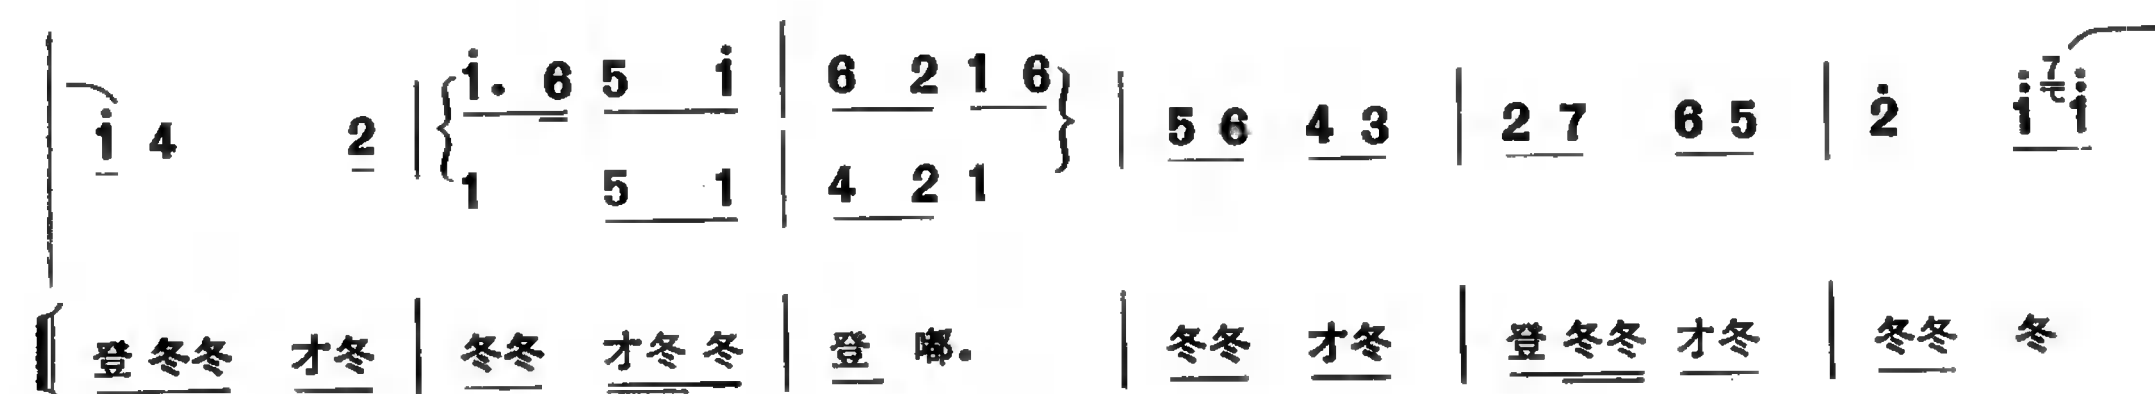 i 4 2 | { i. 6 5 i | 6 2 1 6 } | 5 6 4 3 | 2 7 6 5 | 2̇ i 7 i
1 5 1 4 2 1
登 冬冬 才冬 | 冬冬 才冬 冬 | 登 嘟. | 冬冬 才冬 | 登 冬冬 才冬 | 冬冬 冬